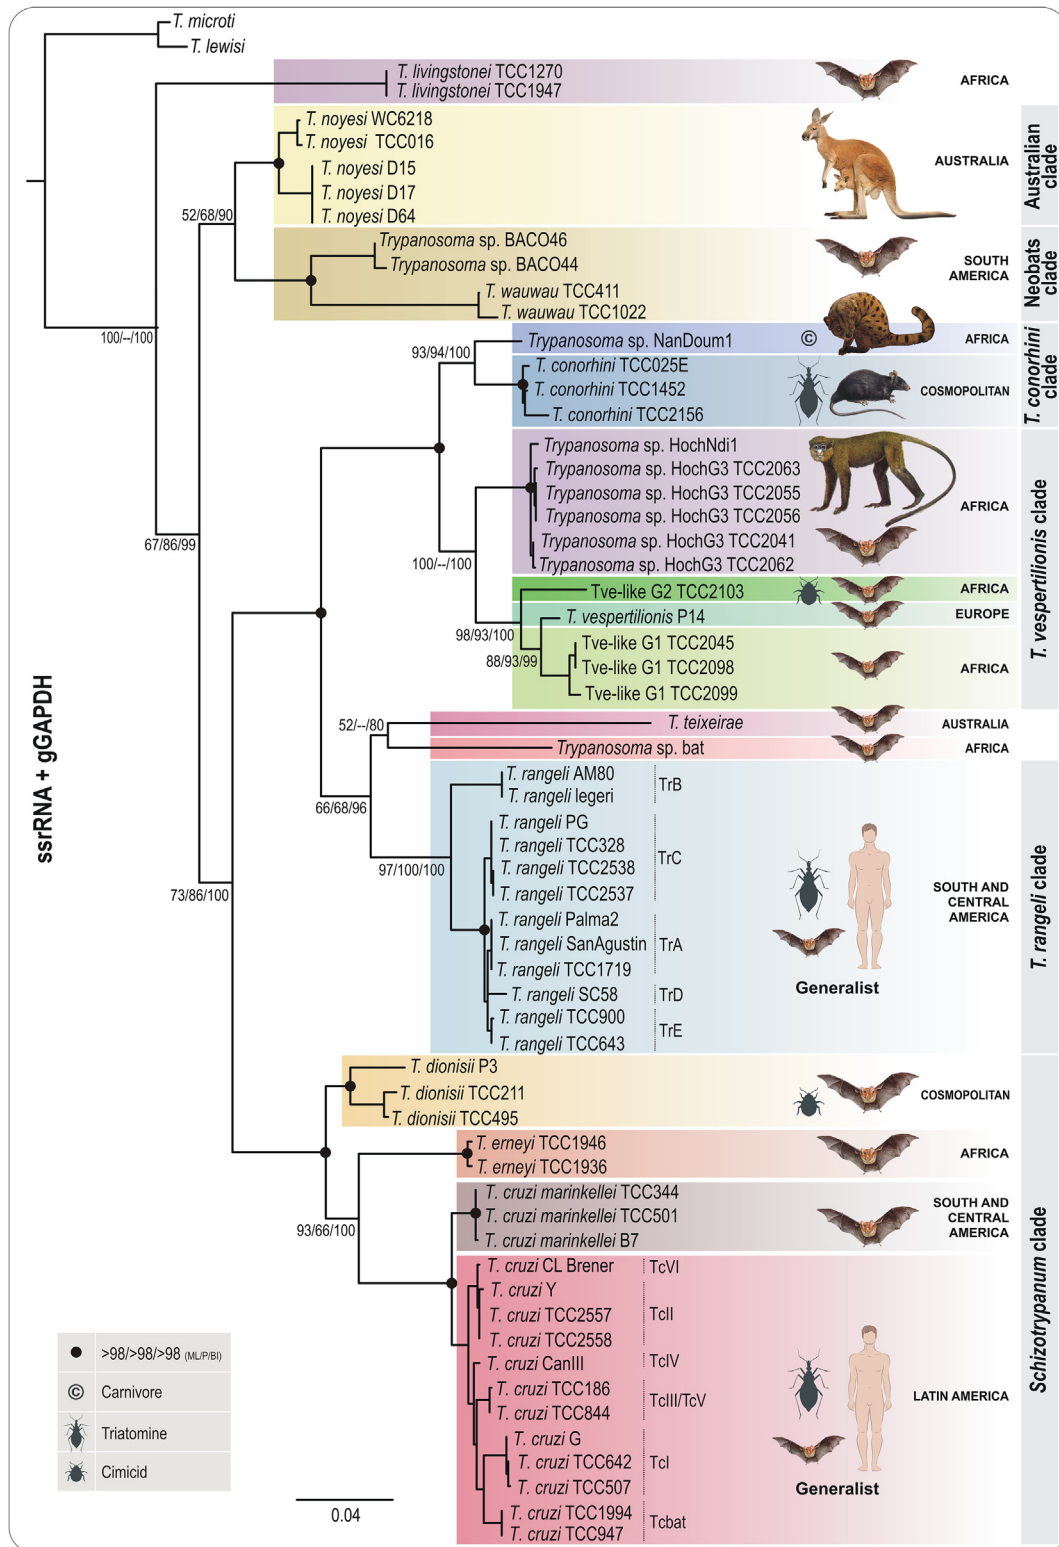 T. microti
T. lewisi
T. livingstonei TCC1270
T. livingstonei TCC1947
AFRICA
T. noyesi WC6218
T. noyesi TCC016
T. noyesi D15
T. noyesi D17
T. noyesi D64
AUSTRALIA
Australian
clade
52/68/90
Trypanosoma sp. BACO46
Trypanosoma sp. BACO44
T. wauwau TCC411
T. wauwau TCC1022
SOUTH
AMERICA
Neobats
clade
100/--/100
93/94/100
Trypanosoma sp. NanDoum1
©
AFRICA
T. conorhini TCC025E
T. conorhini TCC1452
T. conorhini TCC2156
COSMOPOLITAN
T. conorhini
clade
Trypanosoma sp. HochNdi1
Trypanosoma sp. HochG3 TCC2063
Trypanosoma sp. HochG3 TCC2055
Trypanosoma sp. HochG3 TCC2056
Trypanosoma sp. HochG3 TCC2041
Trypanosoma sp. HochG3 TCC2062
AFRICA
67/86/99
100/--/100
Tve-like G2 TCC2103
AFRICA
T. vespertilionis P14
EUROPE
98/93/100
88/93/99
Tve-like G1 TCC2045
Tve-like G1 TCC2098
Tve-like G1 TCC2099
AFRICA
T. vespertilionis clade
52/--/80
T. teixeirae
AUSTRALIA
Trypanosoma sp. bat
AFRICA
ssrRNA + gGAPDH
66/68/96
T. rangeli AM80
T. rangeli legeri
TrB
T. rangeli PG
T. rangeli TCC328
T. rangeli TCC2538
T. rangeli TCC2537
TrC
97/100/100
73/86/100
T. rangeli Palma2
T. rangeli SanAgustin
T. rangeli TCC1719
TrA
T. rangeli SC58
TrD
T. rangeli TCC900
T. rangeli TCC643
TrE
Generalist
SOUTH AND
CENTRAL
AMERICA
T. rangeli clade
T. dionisii P3
T. dionisii TCC211
T. dionisii TCC495
COSMOPOLITAN
T. erneyi TCC1946
T. erneyi TCC1936
AFRICA
T. cruzi marinkellei TCC344
T. cruzi marinkellei TCC501
T. cruzi marinkellei B7
SOUTH AND
CENTRAL
AMERICA
93/66/100
T. cruzi CL Brener
TcVI
T. cruzi Y
T. cruzi TCC2557
T. cruzi TCC2558
TcII
T. cruzi CanIII
TcIV
T. cruzi TCC186
T. cruzi TCC844
TcIII/TcV
T. cruzi G
T. cruzi TCC642
T. cruzi TCC507
TcI
T. cruzi TCC1994
T. cruzi TCC947
Tcbat
LATIN AMERICA
Generalist
Schizotrypanum clade
>98/>98/>98 (ML/P/BI)
© Carnivore
Triatomine
Cimicid
0.04